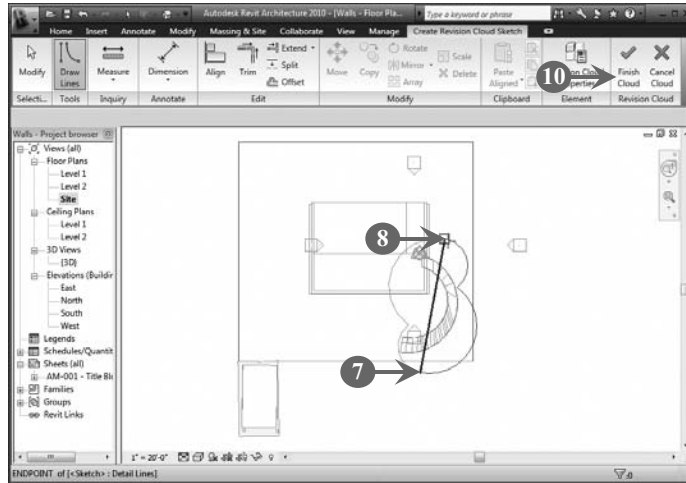 Autodesk Revit Architecture 2010 - [Walls - Floor Pla...
Type a keyword or phrase
Home Insert Annotate Modify Massing & Site Collaborate View Manage Create Revision Cloud Sketch
Modify
Draw Lines
Measure
Dimension
Align
Trim
Extend
Split
Offset
Move
Copy
Rotate
Mirror
Array
Scale
Delete
Paste Aligned
10
Finish Cloud
Cancel Cloud
Selecti... Tools Inquiry Annotate Edit Modify Clipboard Element Revision Cloud
Walls - Project browser
Views (all)
Floor Plans
Level 1
Level 2
Site
Ceiling Plans
Level 1
Level 2
3D Views
{3D}
Elevations (Buildir
East
North
South
West
Legends
Schedules/Quantit
Sheets (all)
AM-001 - Title Bl
Families
Groups
Revit Links
8
7
1" = 20'-0"
ENDPOINT of [<Sketch> : Detail Lines]
:0